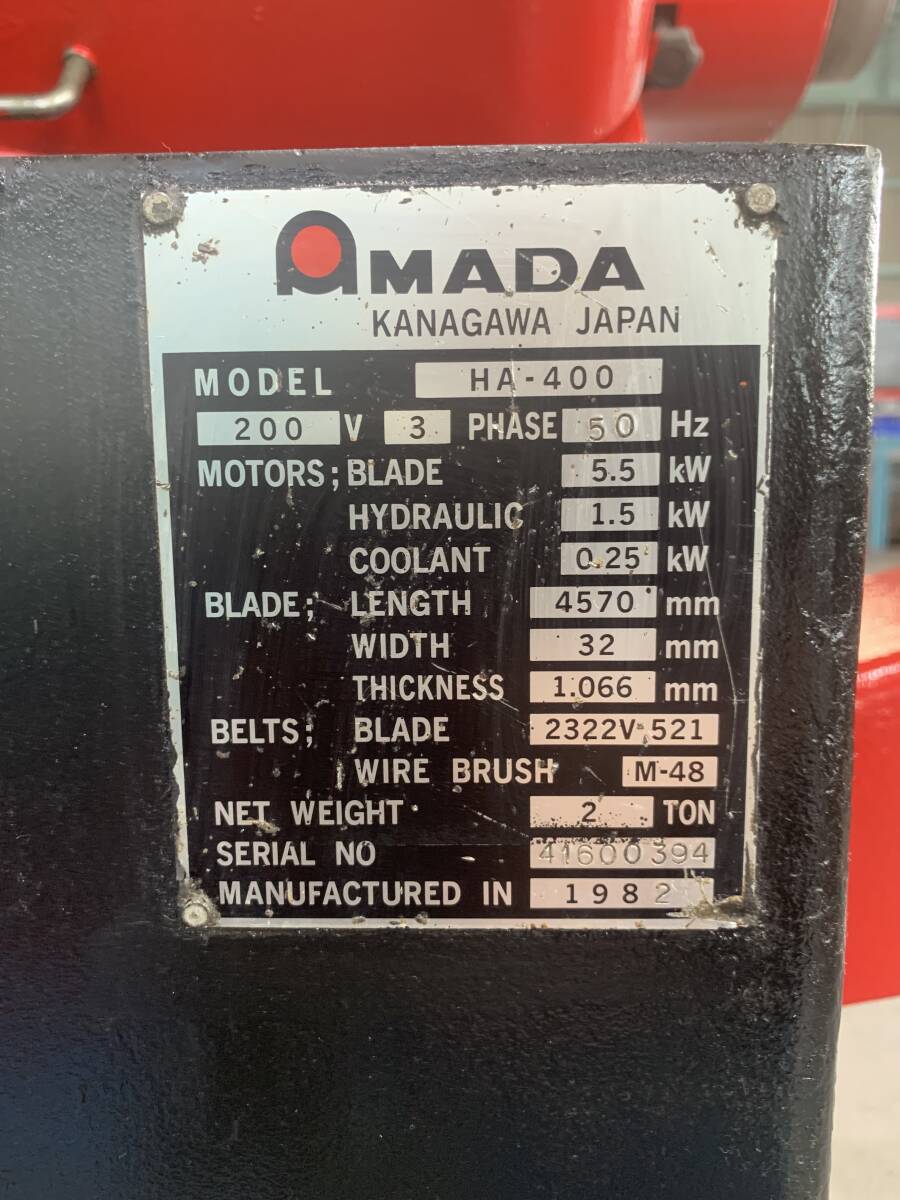 AMADA
KANAGAWA JAPAN
MODEL HA-400
200 V 3 PHASE 50 Hz
MOTORS; BLADE 5.5 kW
HYDRAULIC 1.5 kW
COOLANT 0.25 kW
BLADE; LENGTH 4570 mm
WIDTH 32 mm
THICKNESS 1.066 mm
BELTS; BLADE 2322V-521
WIRE BRUSH M-48
NET WEIGHT 2 TON
SERIAL NO 41600394
MANUFACTURED IN 1982